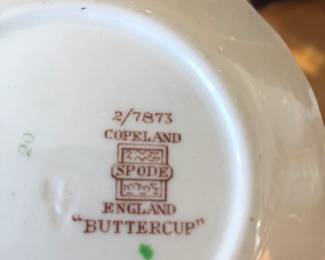 2/7873
COPELAND
SPODE
ENGLAND
"BUTTERCUP"
20